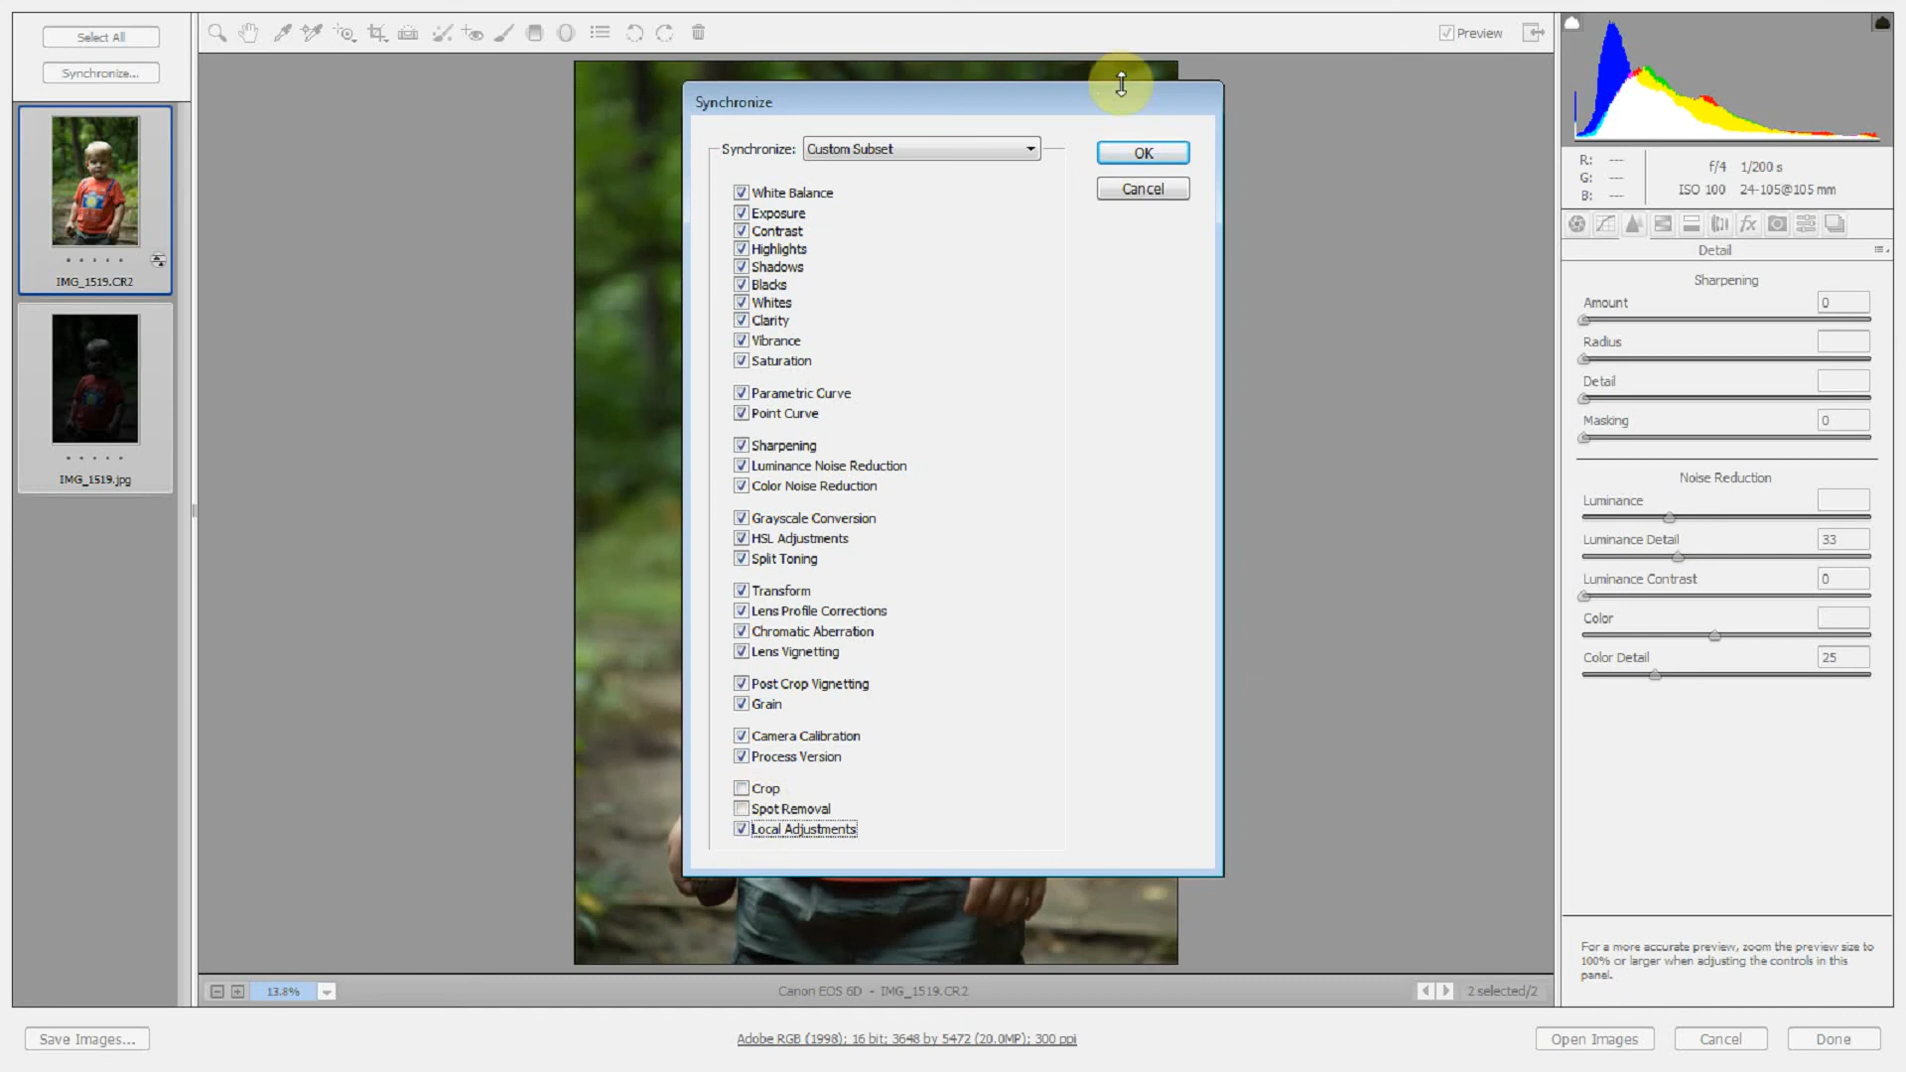 Select All
Synchronize...
IMG_1519.CR2
IMG_1519.jpg
Preview
Synchronize
Synchronize: Custom Subset
OK
Cancel
White Balance
Exposure
Contrast
Highlights
Shadows
Blacks
Whites
Clarity
Vibrance
Saturation
Parametric Curve
Point Curve
Sharpening
Luminance Noise Reduction
Color Noise Reduction
Grayscale Conversion
HSL Adjustments
Split Toning
Transform
Lens Profile Corrections
Chromatic Aberration
Lens Vignetting
Post Crop Vignetting
Grain
Camera Calibration
Process Version
Crop
Spot Removal
Local Adjustments
R: ---
G: ---
B: ---
f/4 1/200 s
ISO 100 24-105@105 mm
Detail
Sharpening
Amount 0
Radius
Detail
Masking 0
Noise Reduction
Luminance
Luminance Detail 33
Luminance Contrast 0
Color
Color Detail 25
For a more accurate preview, zoom the preview size to
100% or larger when adjusting the controls in this
panel.
13.8%
Canon EOS 6D - IMG_1519.CR2
2 selected/2
Save Images...
Adobe RGB (1998); 16 bit; 3648 by 5472 (20.0MP); 300 ppi
Open Images
Cancel
Done